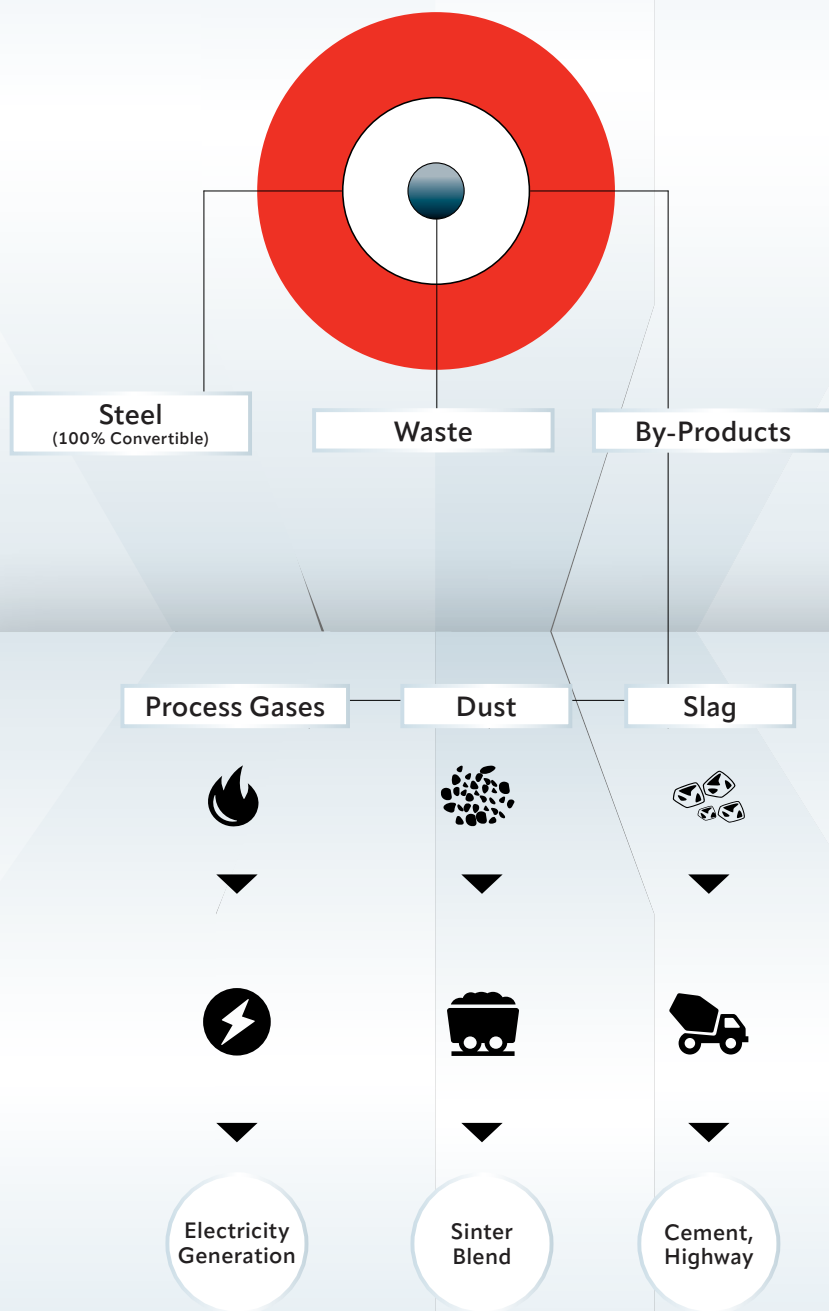 Steel
(100% Convertible)
Waste
By-Products
Process Gases
Dust
Slag
Electricity
Generation
Sinter
Blend
Cement,
Highway